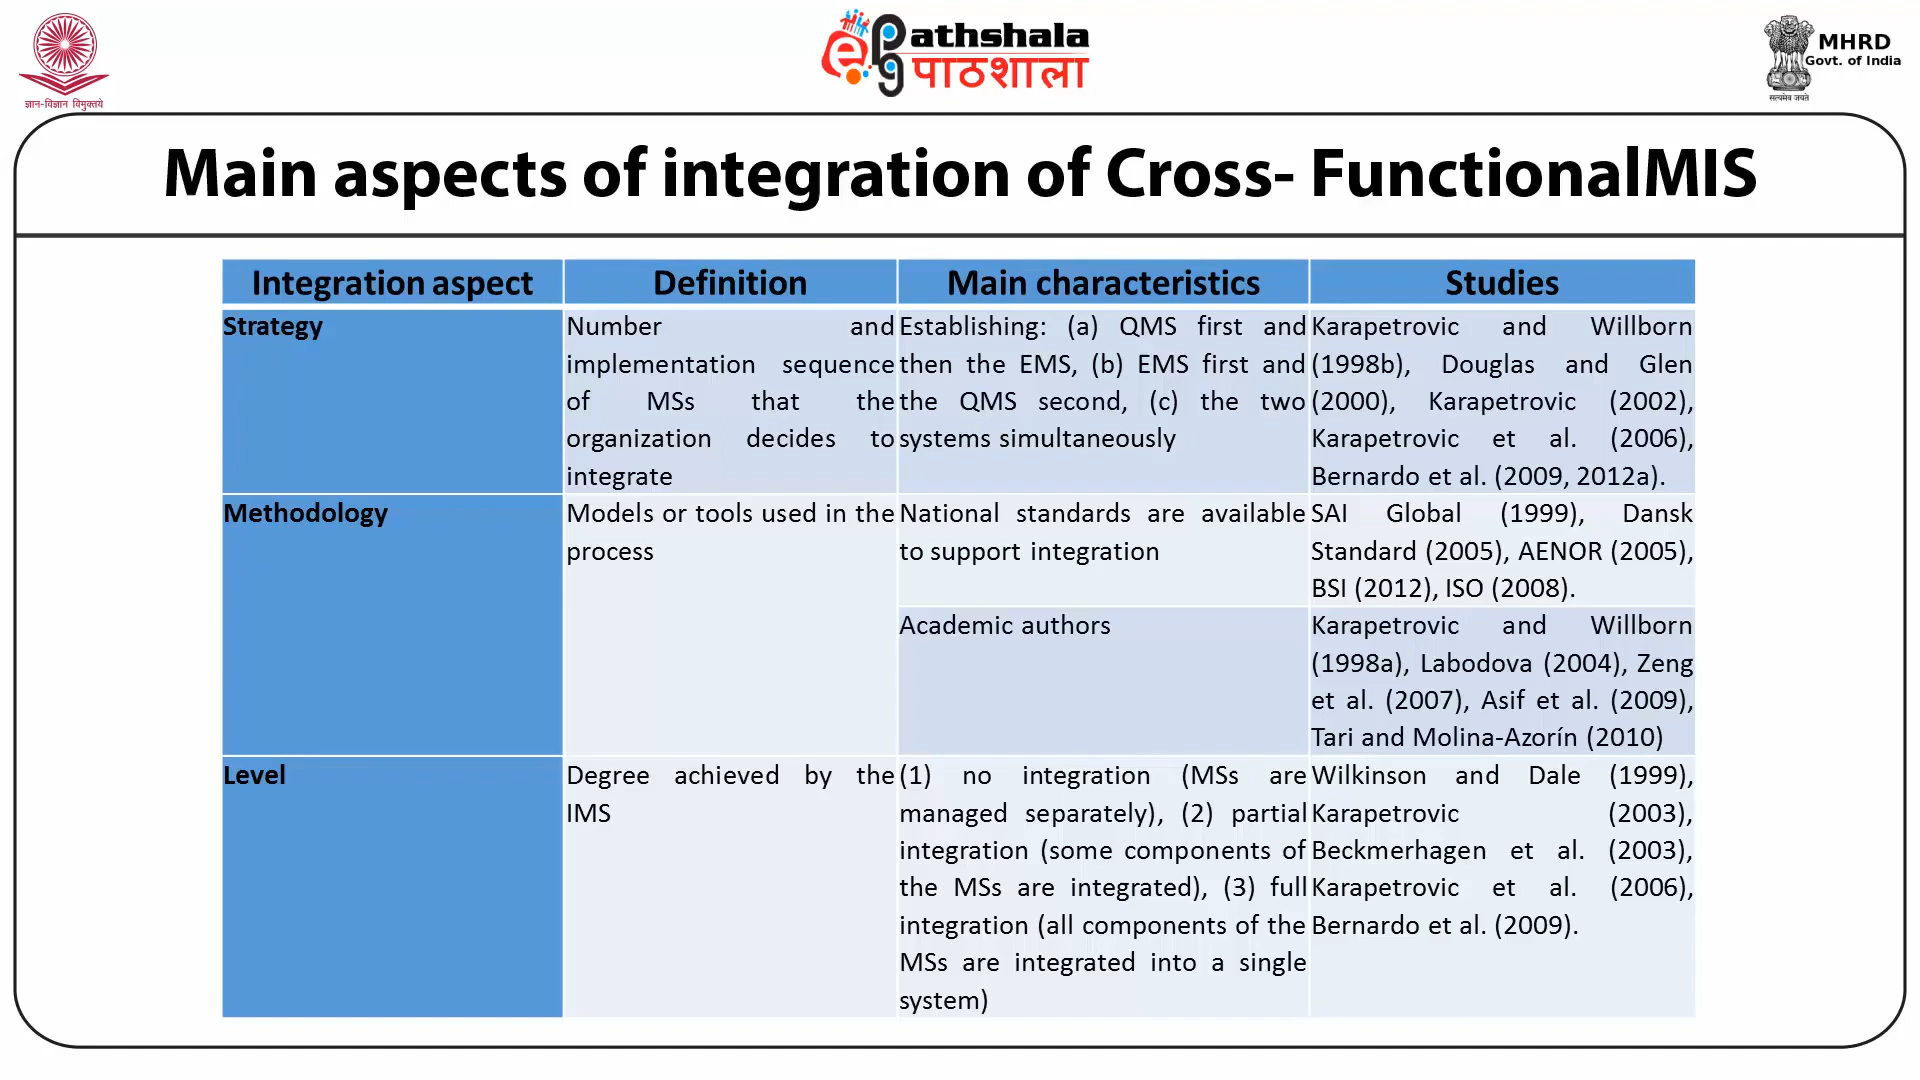 ज्ञान-विज्ञान विमुक्तये
ePathshala
पाठशाला
MHRD
Govt. of India
सत्यमेव जयते
Main aspects of integration of Cross- FunctionalMIS
Integration aspect
Definition
Main characteristics
Studies
Strategy
Number and
implementation sequence
of MSs that the
organization decides to
integrate
Establishing: (a) QMS first and
then the EMS, (b) EMS first and
the QMS second, (c) the two
systems simultaneously
Karapetrovic and Willborn
(1998b), Douglas and Glen
(2000), Karapetrovic (2002),
Karapetrovic et al. (2006),
Bernardo et al. (2009, 2012a).
Methodology
Models or tools used in the
process
National standards are available
to support integration
SAI Global (1999), Dansk
Standard (2005), AENOR (2005),
BSI (2012), ISO (2008).
Academic authors
Karapetrovic and Willborn
(1998a), Labodova (2004), Zeng
et al. (2007), Asif et al. (2009),
Tari and Molina-Azorín (2010)
Level
Degree achieved by the
IMS
(1) no integration (MSs are
managed separately), (2) partial
integration (some components of
the MSs are integrated), (3) full
integration (all components of the
MSs are integrated into a single
system)
Wilkinson and Dale (1999),
Karapetrovic (2003),
Beckmerhagen et al. (2003),
Karapetrovic et al. (2006),
Bernardo et al. (2009).